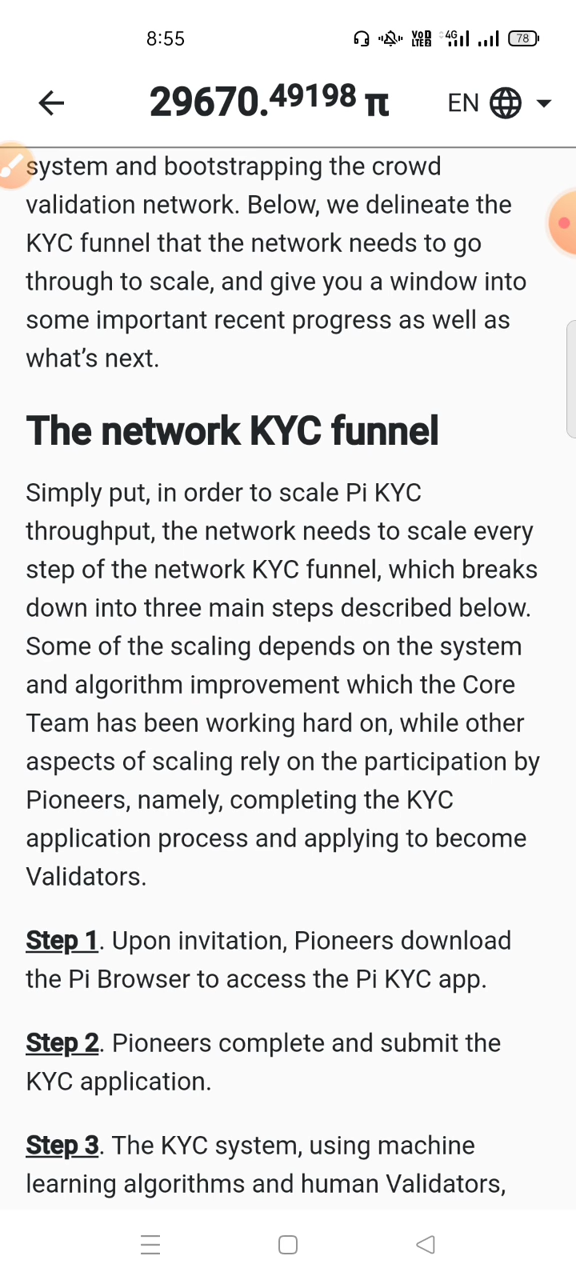 8:55
VoD
LTE2
4G
78
29670.49198 π
EN
system and bootstrapping the crowd
validation network. Below, we delineate the
KYC funnel that the network needs to go
through to scale, and give you a window into
some important recent progress as well as
what's next.
The network KYC funnel
Simply put, in order to scale Pi KYC
throughput, the network needs to scale every
step of the network KYC funnel, which breaks
down into three main steps described below.
Some of the scaling depends on the system
and algorithm improvement which the Core
Team has been working hard on, while other
aspects of scaling rely on the participation by
Pioneers, namely, completing the KYC
application process and applying to become
Validators.
Step 1. Upon invitation, Pioneers download
the Pi Browser to access the Pi KYC app.
Step 2. Pioneers complete and submit the
KYC application.
Step 3. The KYC system, using machine
learning algorithms and human Validators,